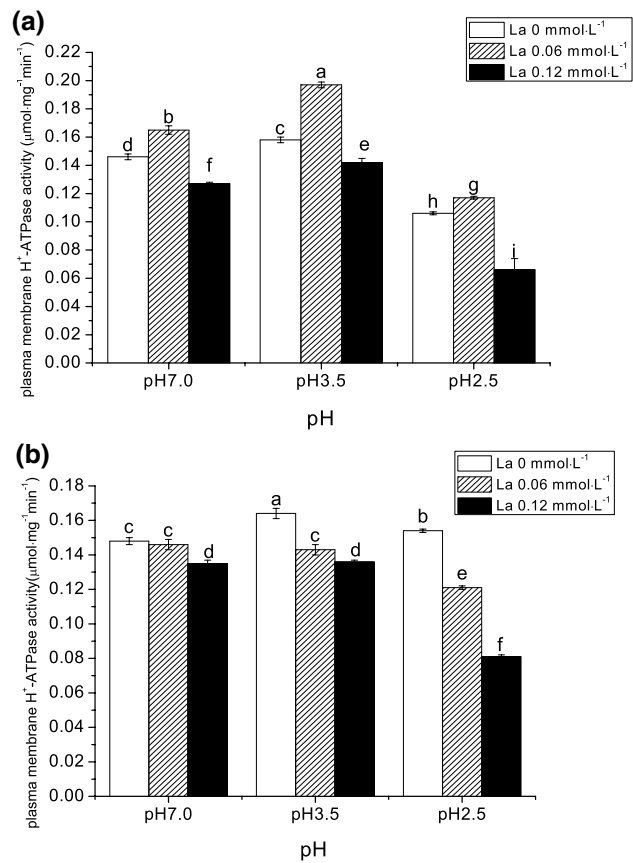 (a)
La 0 mmol·L⁻¹
La 0.06 mmol·L⁻¹
La 0.12 mmol·L⁻¹
plasma membrane H⁺-ATPase activity (μmol·mg⁻¹min⁻¹)
0.22
0.20
0.18
0.16
0.14
0.12
0.10
0.08
0.06
0.04
0.02
0.00
d
b
f
c
a
e
h
g
i
pH7.0
pH3.5
pH2.5
pH
(b)
La 0 mmol·L⁻¹
La 0.06 mmol·L⁻¹
La 0.12 mmol·L⁻¹
plasma membrane H⁺-ATPase activity(μmol·mg⁻¹min⁻¹)
0.18
0.16
0.14
0.12
0.10
0.08
0.06
0.04
0.02
0.00
c
c
d
a
c
d
b
e
f
pH7.0
pH3.5
pH2.5
pH